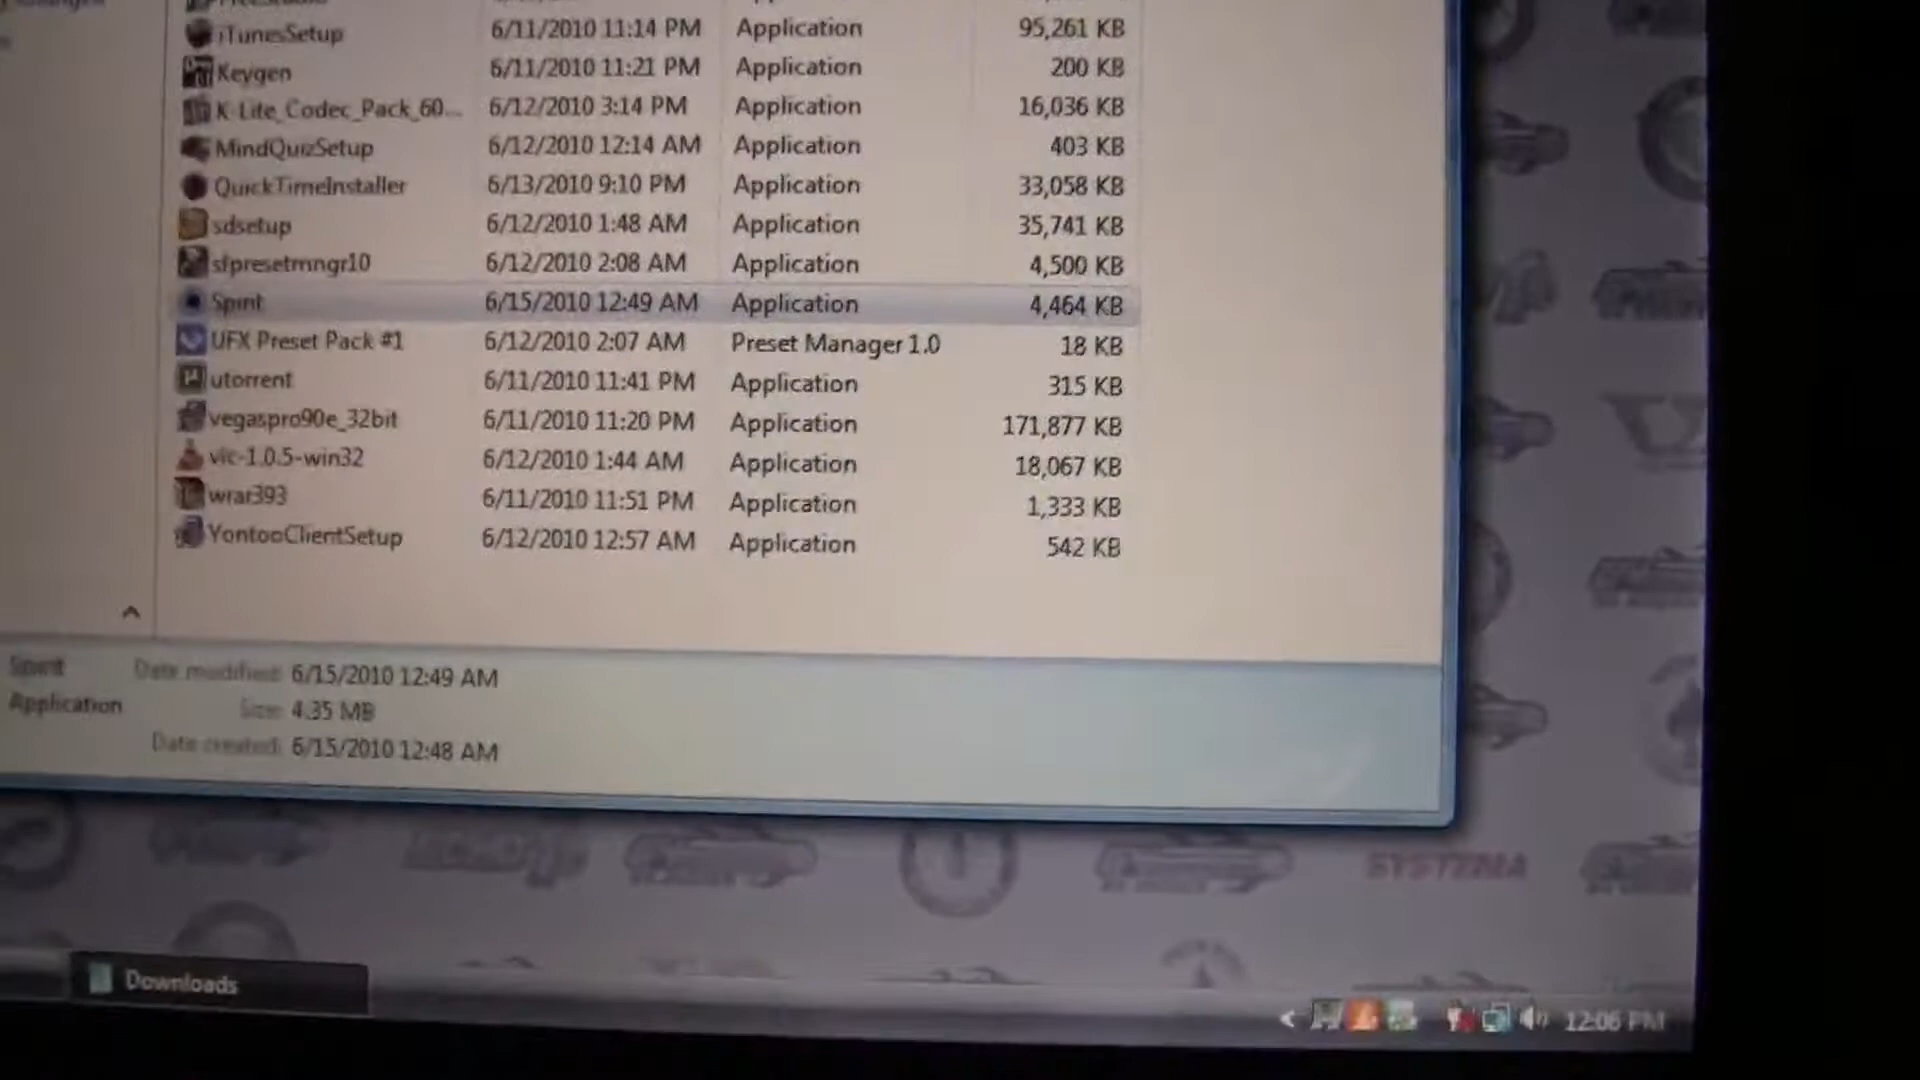 iTunesSetup 6/11/2010 11:14 PM Application 95,261 KB
Keygen 6/11/2010 11:21 PM Application 200 KB
K-Lite_Codec_Pack_60... 6/12/2010 3:14 PM Application 16,036 KB
MindQuizSetup 6/12/2010 12:14 AM Application 403 KB
QuickTimeInstaller 6/13/2010 9:10 PM Application 33,058 KB
sdsetup 6/12/2010 1:48 AM Application 35,741 KB
sfpresetmngr10 6/12/2010 2:08 AM Application 4,500 KB
Spirit 6/15/2010 12:49 AM Application 4,464 KB
UFX Preset Pack #1 6/12/2010 2:07 AM Preset Manager 1.0 18 KB
utorrent 6/11/2010 11:41 PM Application 315 KB
vegaspro90e_32bit 6/11/2010 11:20 PM Application 171,877 KB
vlc-1.0.5-win32 6/12/2010 1:44 AM Application 18,067 KB
wrar393 6/11/2010 11:51 PM Application 1,333 KB
YontooClientSetup 6/12/2010 12:57 AM Application 542 KB
Spirit Date modified: 6/15/2010 12:49 AM
Application Size: 4.35 MB
Date created: 6/15/2010 12:48 AM
SYSTEMA
Downloads
12:06 PM